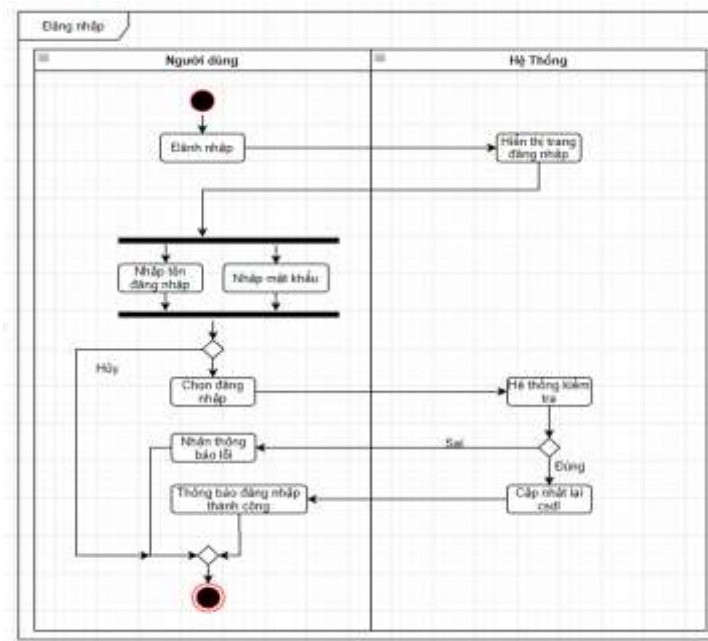 Đăng nhập
Người dùng
Hệ Thống
Đănh nhập
Hiển thị trang
đăng nhập
Nhập tên
đăng nhập
Nhập mật khẩu
Hủy
Chọn đăng
nhập
Hệ thống kiểm
tra
Nhận thông
báo lỗi
Sai
Đúng
Thông báo đăng nhập
thành công
Cập nhật lại
csdl